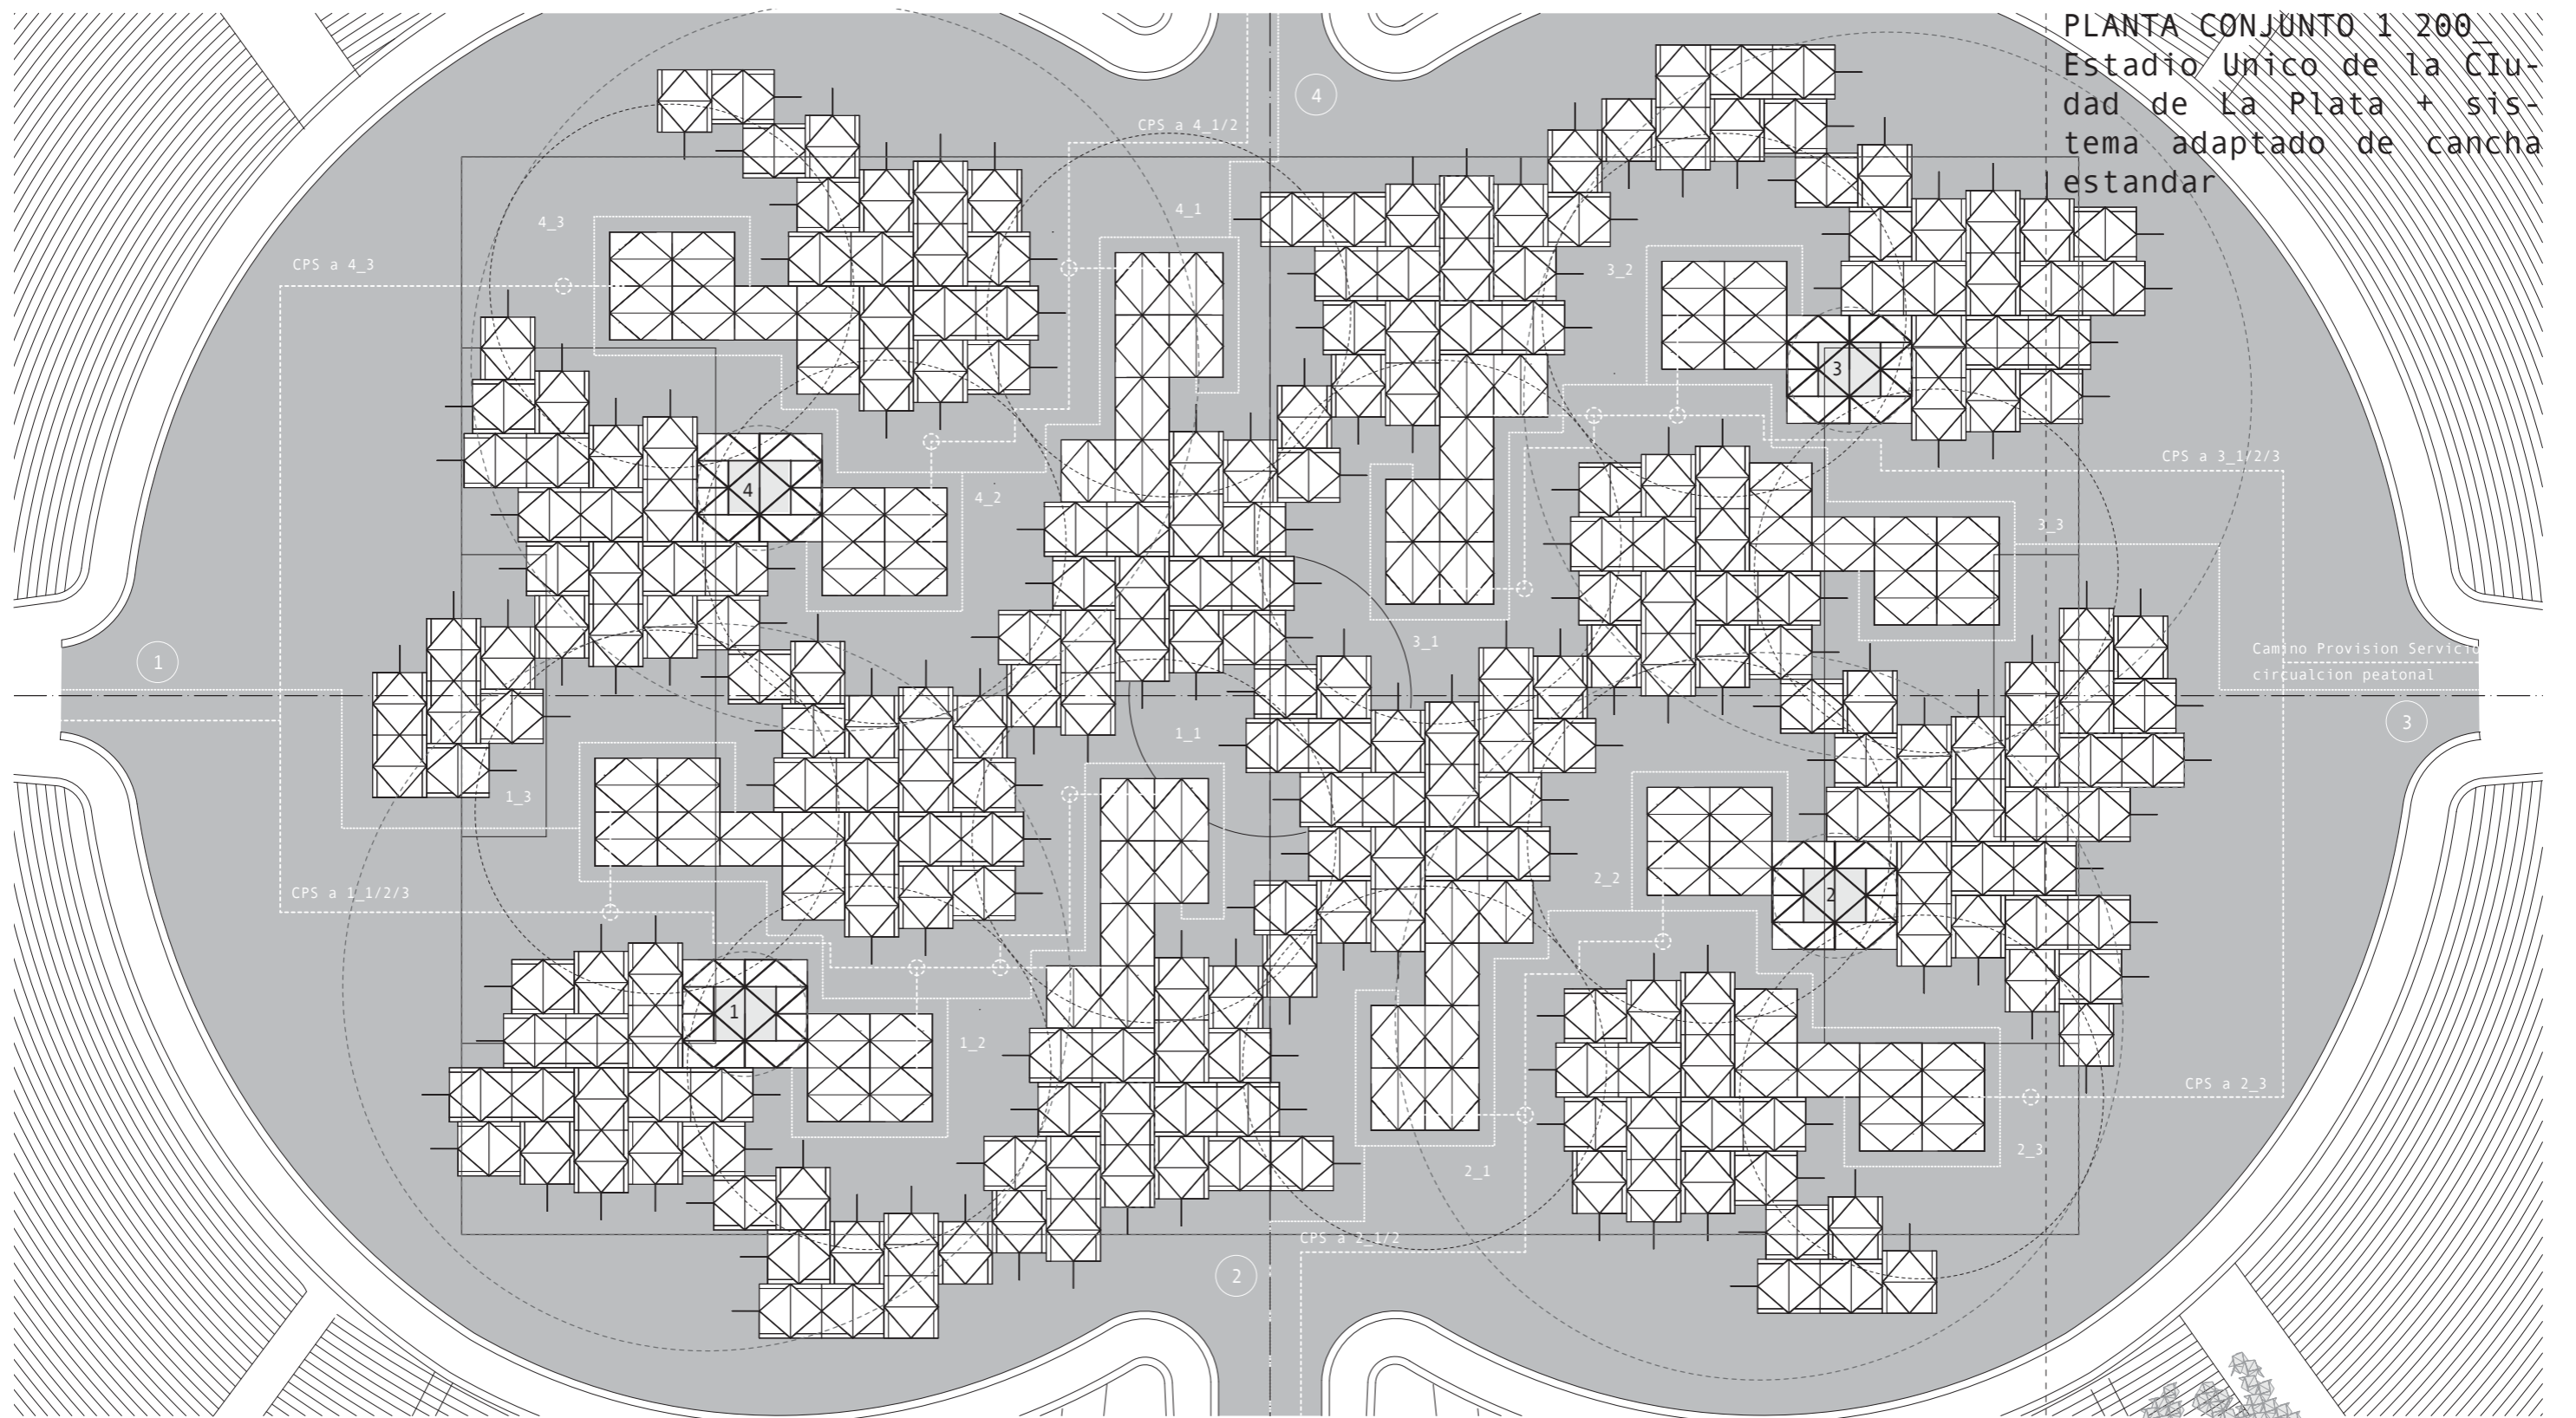 PLANTA CONJUNTO 1 200_
Estadio Unico de la CIu-
dad de La Plata + sis-
tema adaptado de cancha
estandar
4
CPS a 4_1/2
4_1
4_3
CPS a 4_3
3_2
3
CPS a 3_1/2/3
4
4_2
3_3
3_1
Camino Provision Servicio
circualcion peatonal
1
3
1_1
1_3
2_2
CPS a 1_1/2/3
2
1
1_2
CPS a 2_3
2_3
2_1
CPS a 2_1/2
2